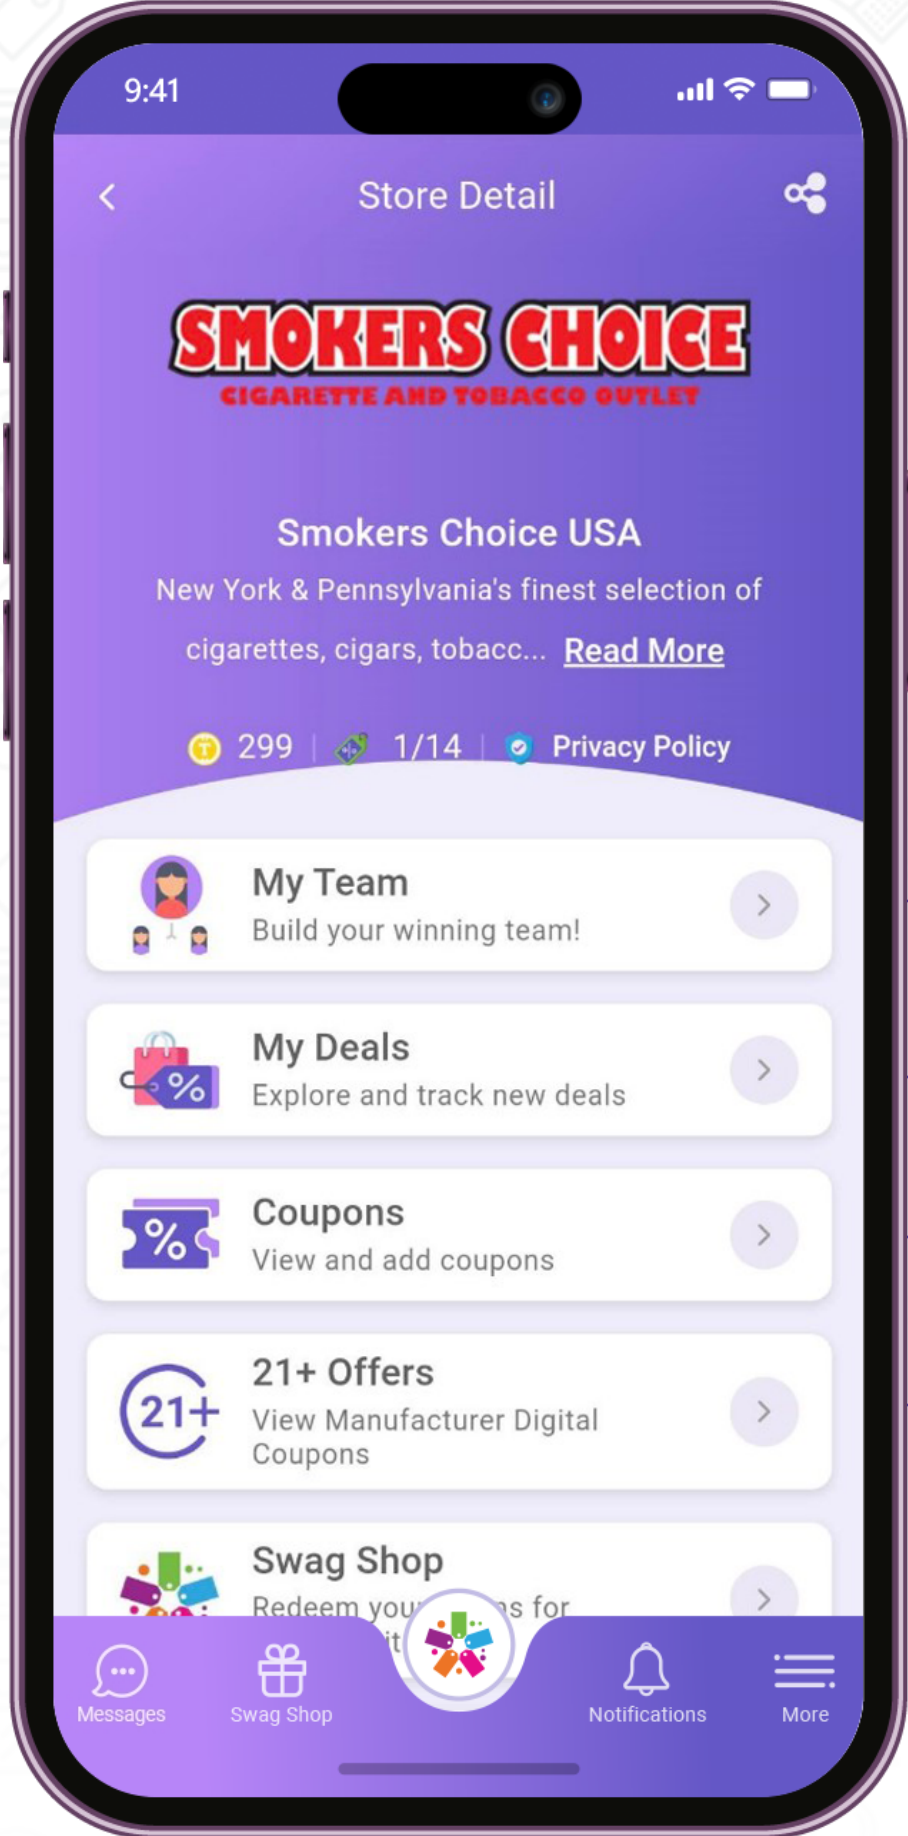 9:41
Store Detail
SMOKERS CHOICE
CIGARETTE AND TOBACCO OUTLET
Smokers Choice USA
New York & Pennsylvania's finest selection of
cigarettes, cigars, tobacc... Read More
T 299 1/14 Privacy Policy
My Team
Build your winning team!
My Deals
Explore and track new deals
%
Coupons
View and add coupons
%
21+ Offers
21+
View Manufacturer Digital
Coupons
Swag Shop
Redeem for
Messages
Swag Shop
Notifications
More